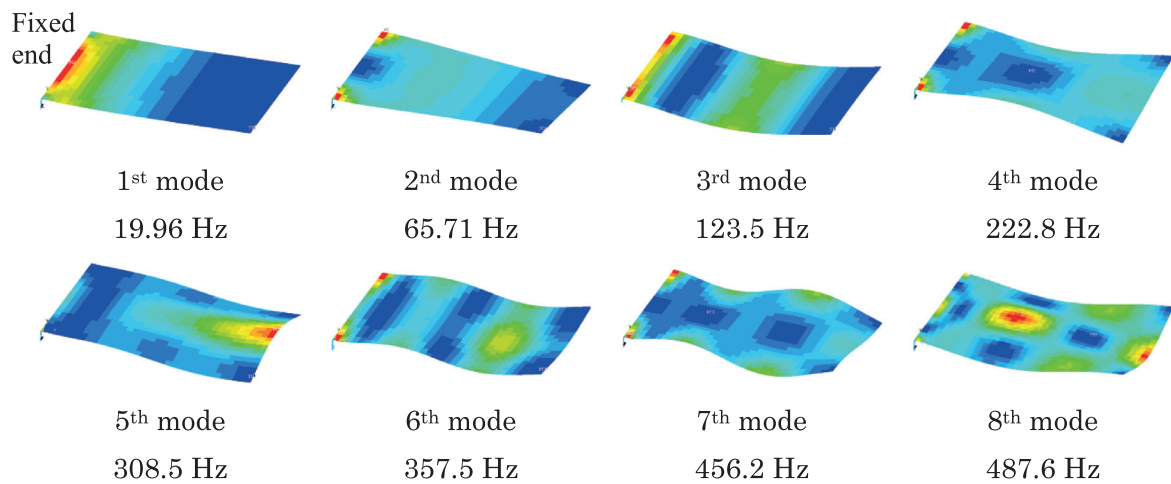 Fixed
end
1st mode
2nd mode
3rd mode
4th mode
19.96 Hz
65.71 Hz
123.5 Hz
222.8 Hz
5th mode
6th mode
7th mode
8th mode
308.5 Hz
357.5 Hz
456.2 Hz
487.6 Hz